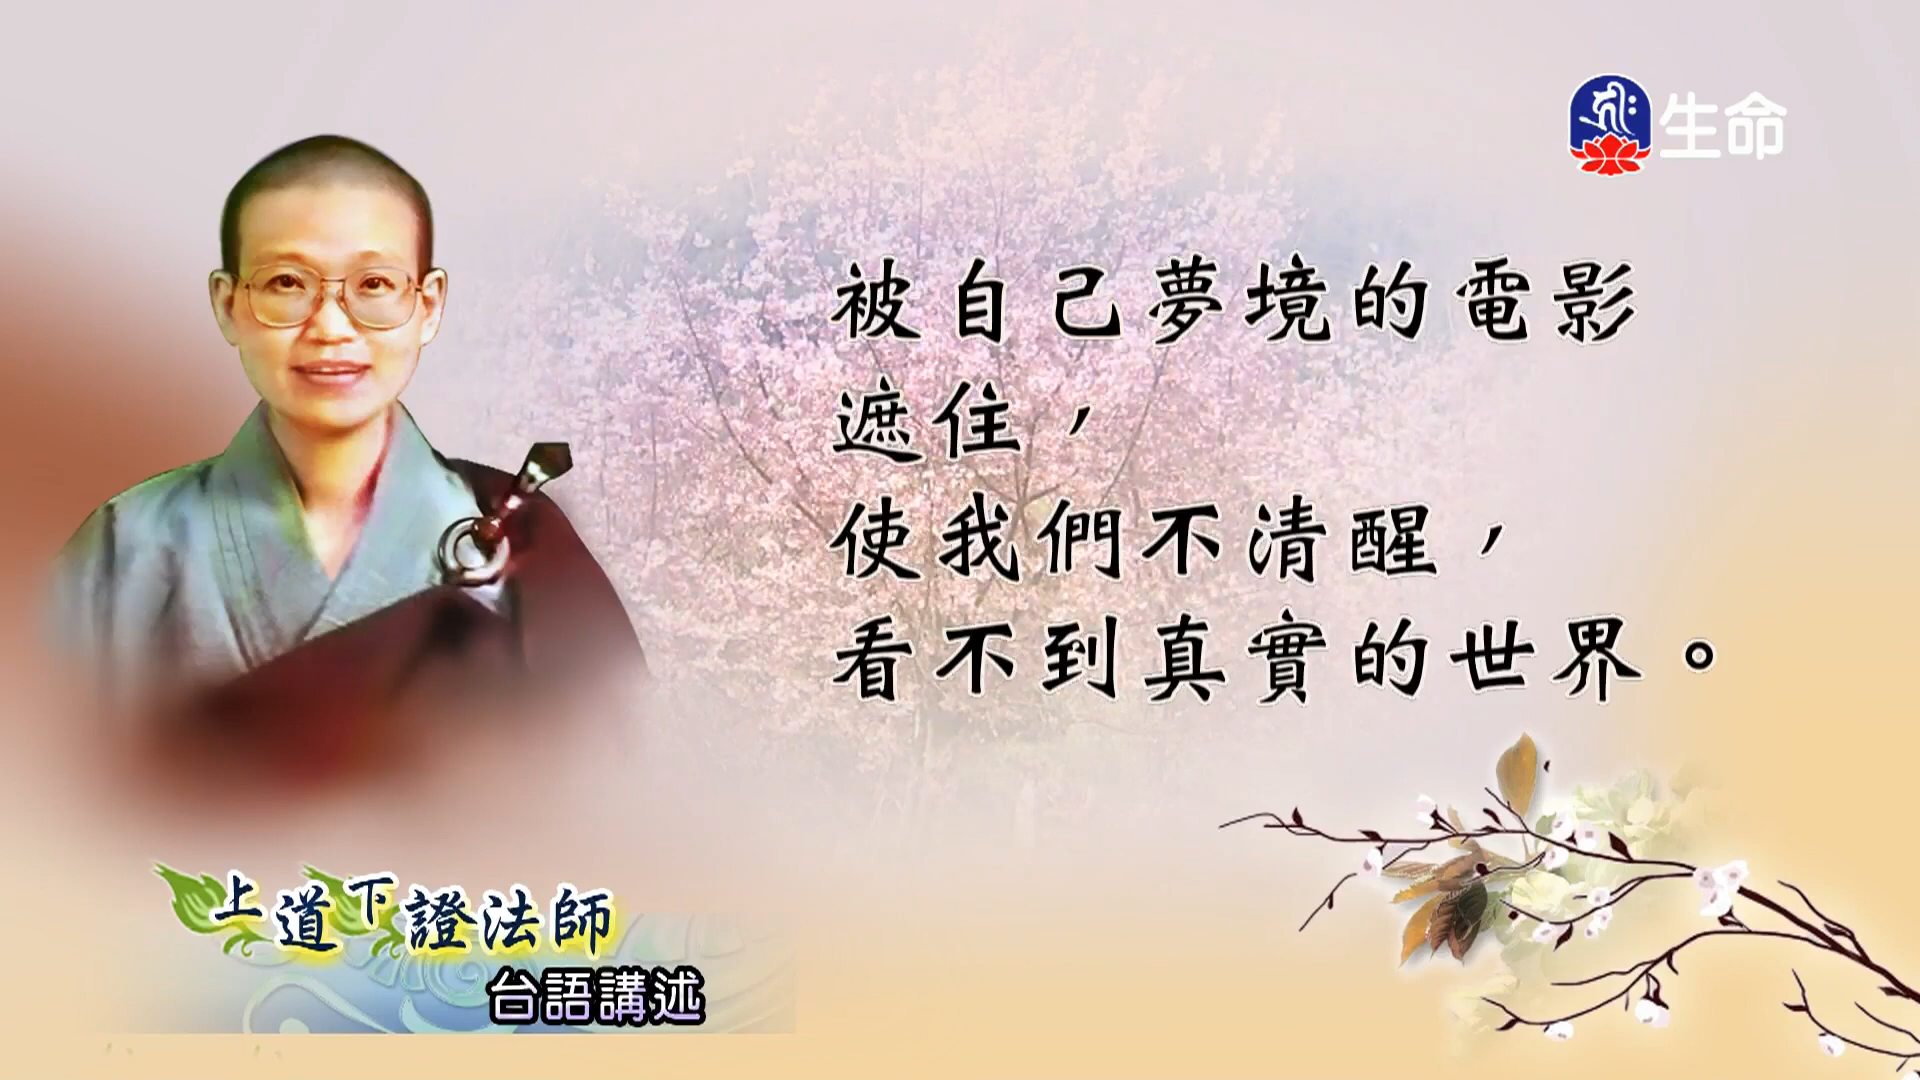 生命
被自己夢境的電影
遮住，
使我們不清醒，
看不到真實的世界。
上道下證法師
台語講述